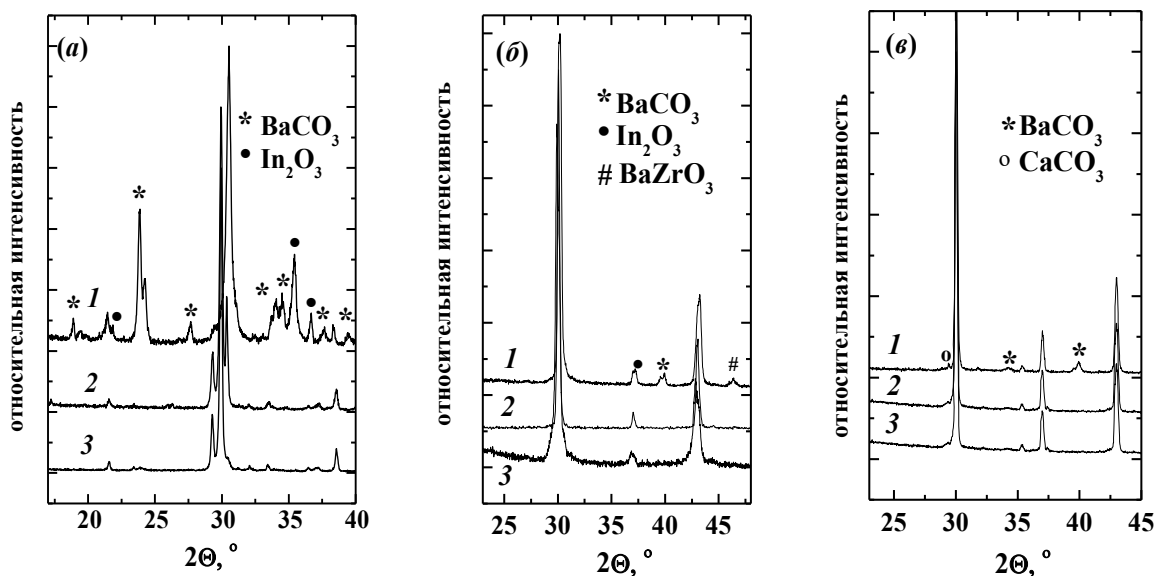 (а)
* BaCO₃
• In₂O₃
*
*
*
*
*
*
*
•
•
•
1
2
3
20 25 30 35 40
2Θ, °
относительная интенсивность
(б)
* BaCO₃
• In₂O₃
# BaZrO₃
• * #
1
2
3
25 30 35 40 45
2Θ, °
относительная интенсивность
(в)
* BaCO₃
o CaCO₃
o * *
1
2
3
25 30 35 40 45
2Θ, °
относительная интенсивность